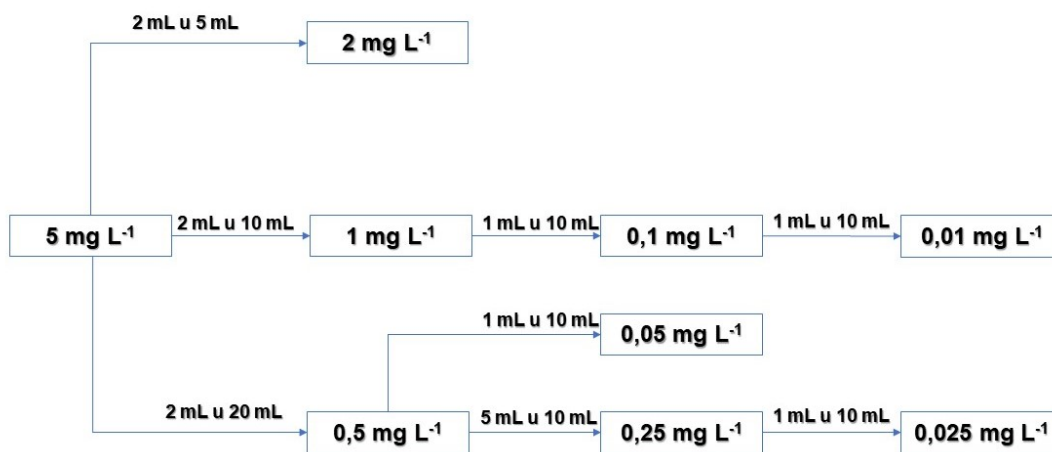 2 mL u 5 mL
2 mg L⁻¹
5 mg L⁻¹
2 mL u 10 mL
1 mg L⁻¹
1 mL u 10 mL
0,1 mg L⁻¹
1 mL u 10 mL
0,01 mg L⁻¹
1 mL u 10 mL
0,05 mg L⁻¹
2 mL u 20 mL
0,5 mg L⁻¹
5 mL u 10 mL
0,25 mg L⁻¹
1 mL u 10 mL
0,025 mg L⁻¹